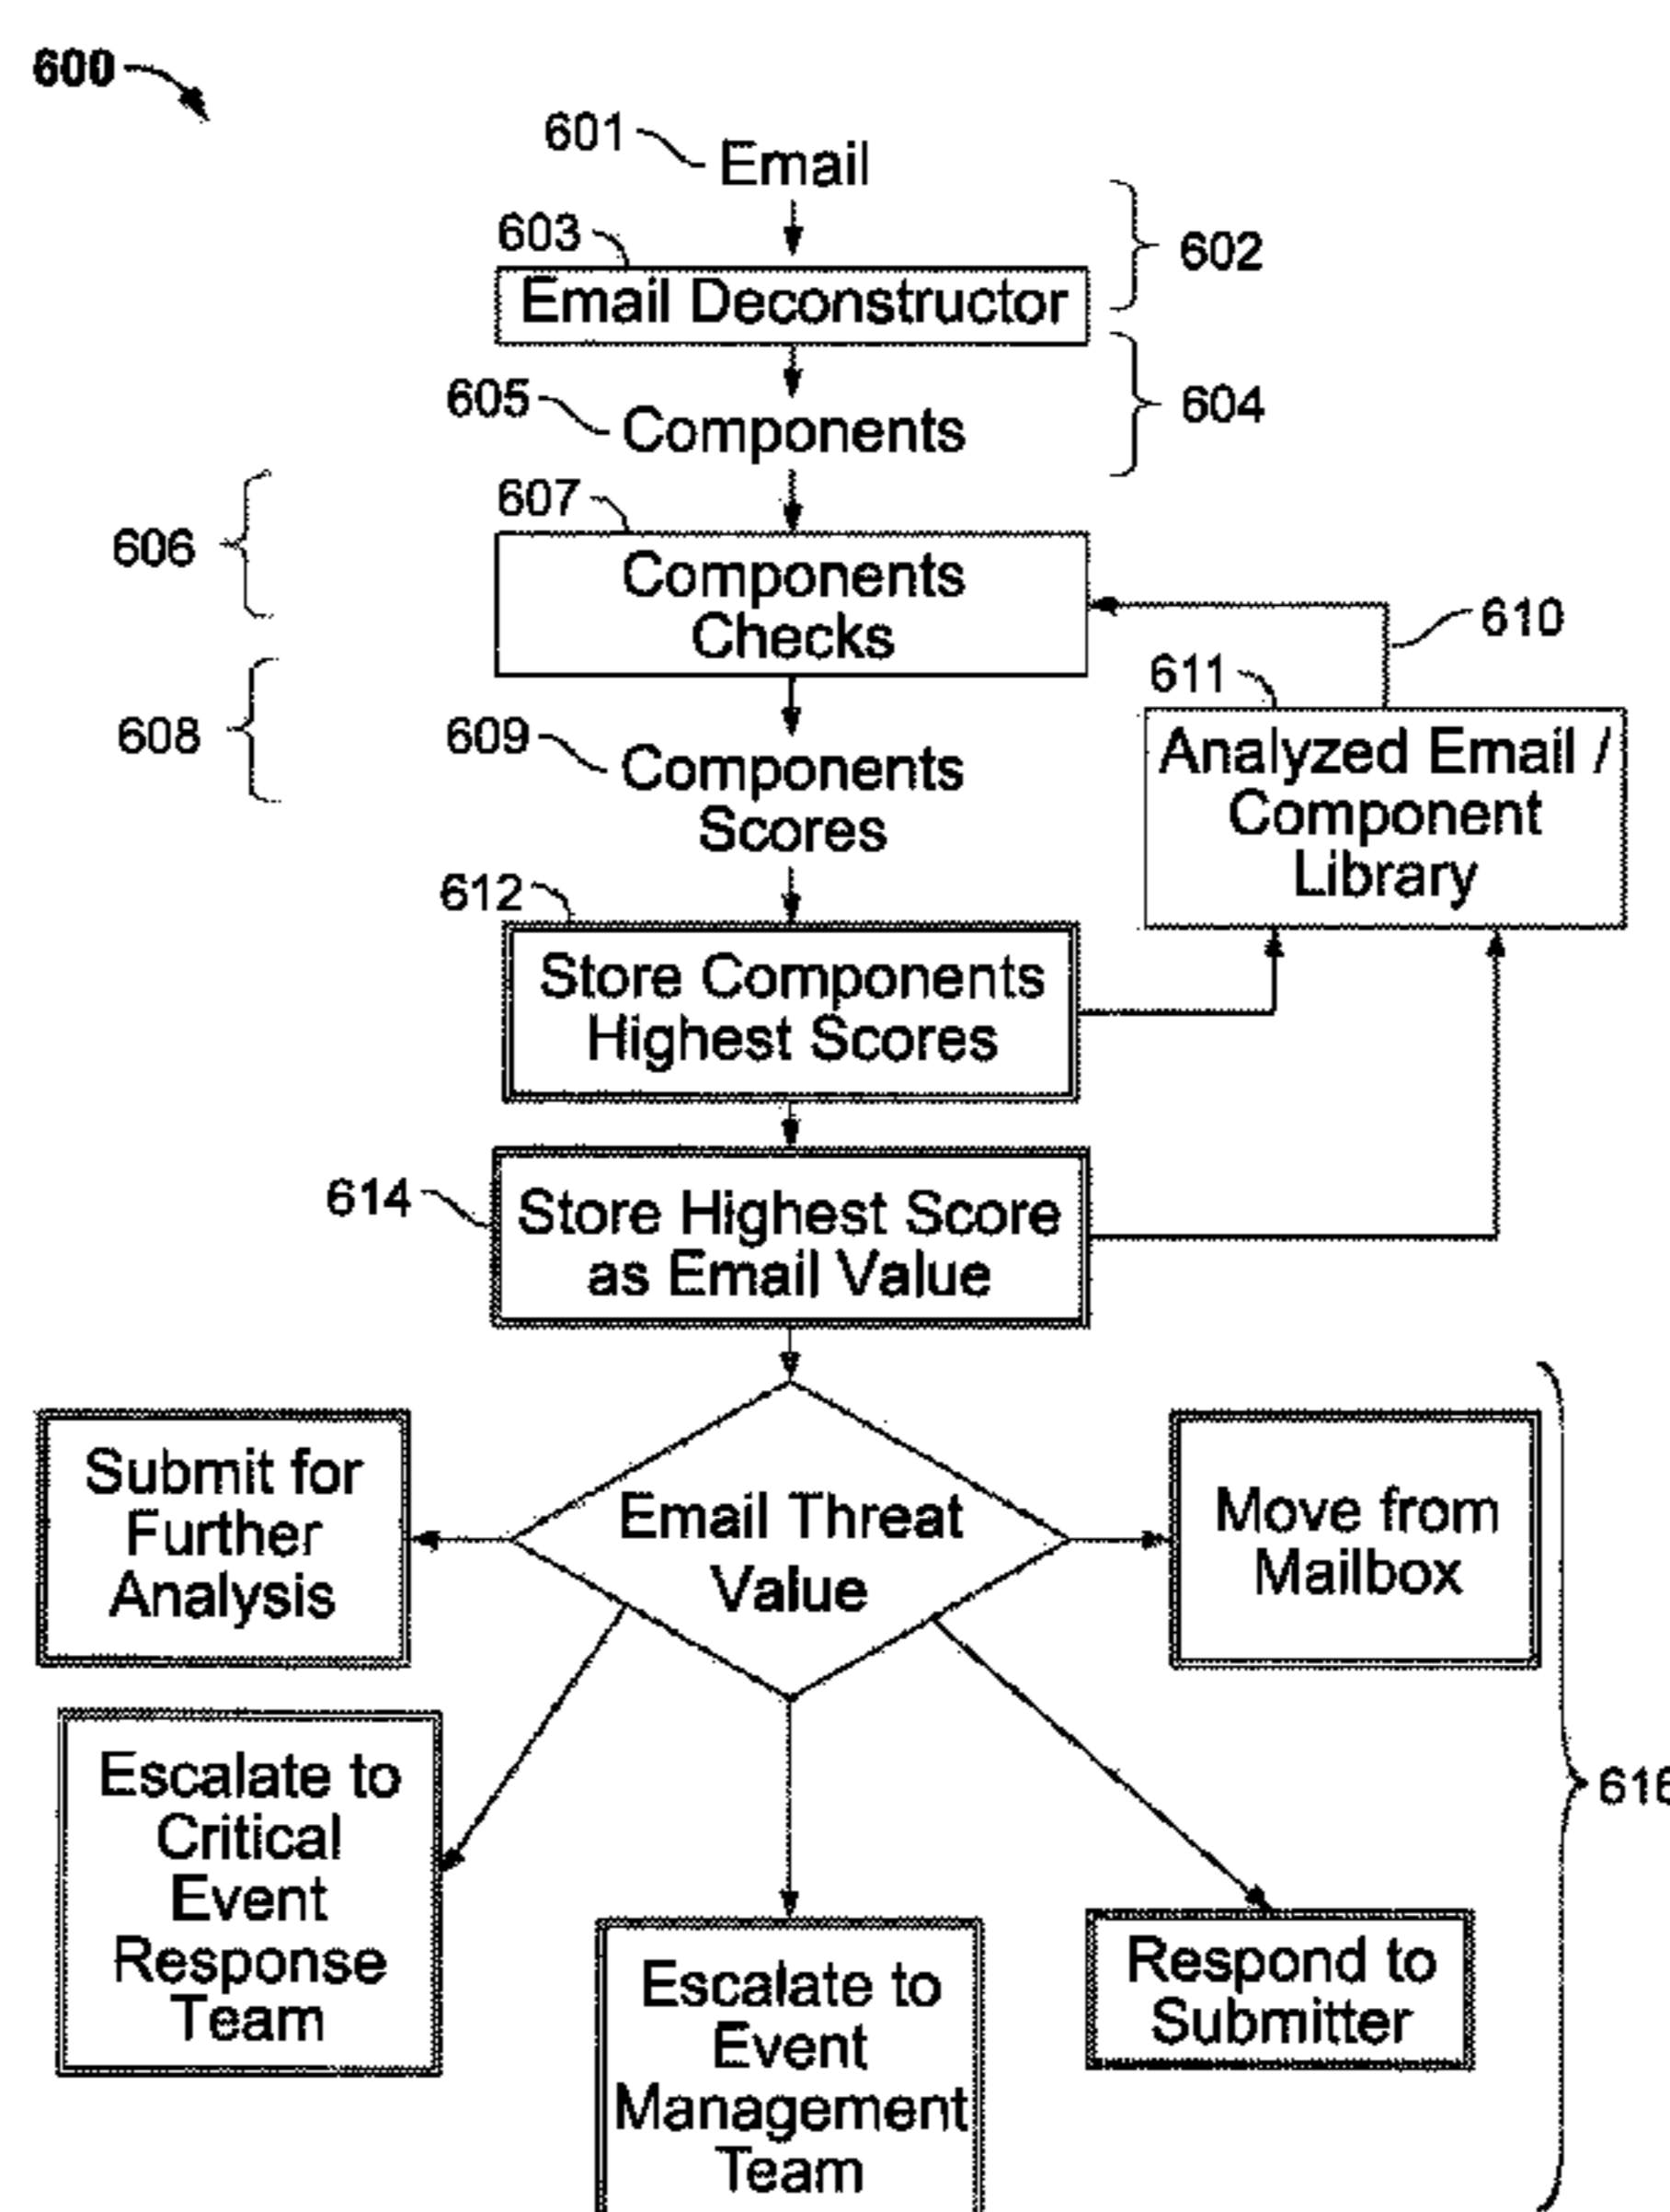 600
601
Email
602
603
Email Deconstructor
604
605
Components
606
607
Components
Checks
610
608
609
Components
Scores
611
Analyzed Email /
Component
Library
612
Store Components
Highest Scores
614
Store Highest Score
as Email Value
Submit for
Further
Analysis
Email Threat
Value
Move from
Mailbox
Escalate to
Critical
Event
Response
Team
Escalate to
Event
Management
Team
Respond to
Submitter
616